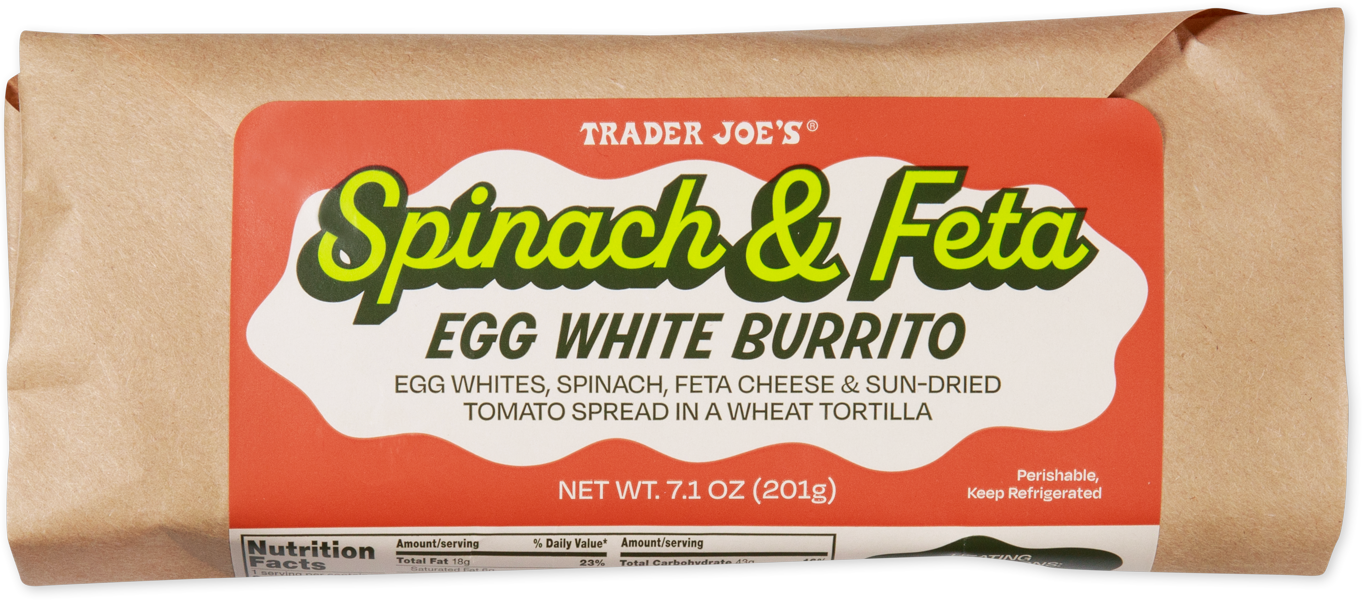 TRADER JOE'S®
Spinach & Feta
EGG WHITE BURRITO
EGG WHITES, SPINACH, FETA CHEESE & SUN-DRIED
TOMATO SPREAD IN A WHEAT TORTILLA
NET WT. 7.1 OZ (201g)
Perishable,
Keep Refrigerated
Nutrition
Facts
Amount/serving % Daily Value*
Total Fat 18g 23%
Amount/serving
Total Carbohydrate